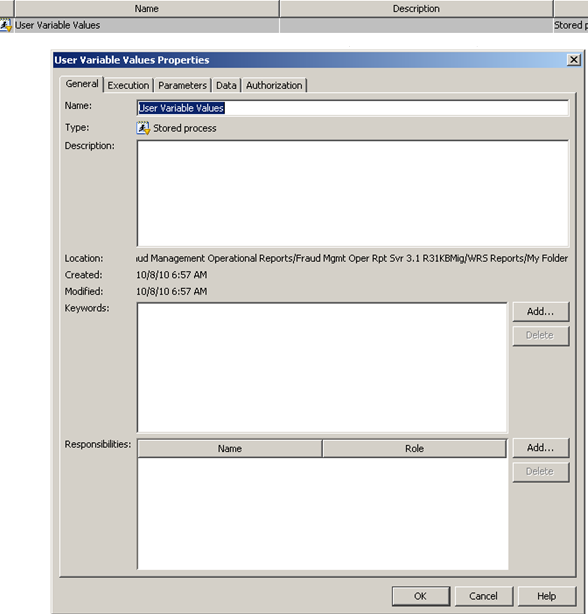 Name Description
User Variable Values Stored p
User Variable Values Properties
General Execution Parameters Data Authorization
Name: User Variable Values
Type: Stored process
Description:
Location: ud Management Operational Reports/Fraud Mgmt Oper Rpt Svr 3.1 R31KBMig/WRS Reports/My Folder
Created: 10/8/10 6:57 AM
Modified: 10/8/10 6:57 AM
Keywords: Add...
Delete
Responsibilities: Name Role Add...
Delete
OK Cancel Help